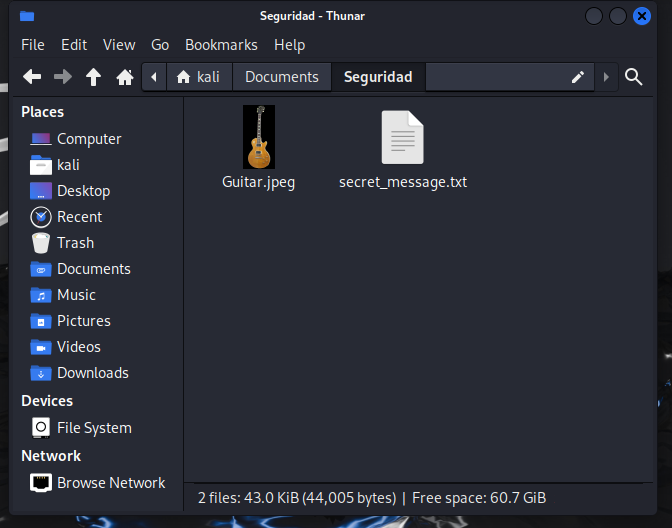 Seguridad - Thunar
File Edit View Go Bookmarks Help
kali Documents Seguridad
Places
Computer
kali
Desktop
Recent
Trash
Documents
Music
Pictures
Videos
Downloads
Devices
File System
Network
Browse Network
Guitar.jpeg secret_message.txt
2 files: 43.0 KiB (44,005 bytes) | Free space: 60.7 GiB